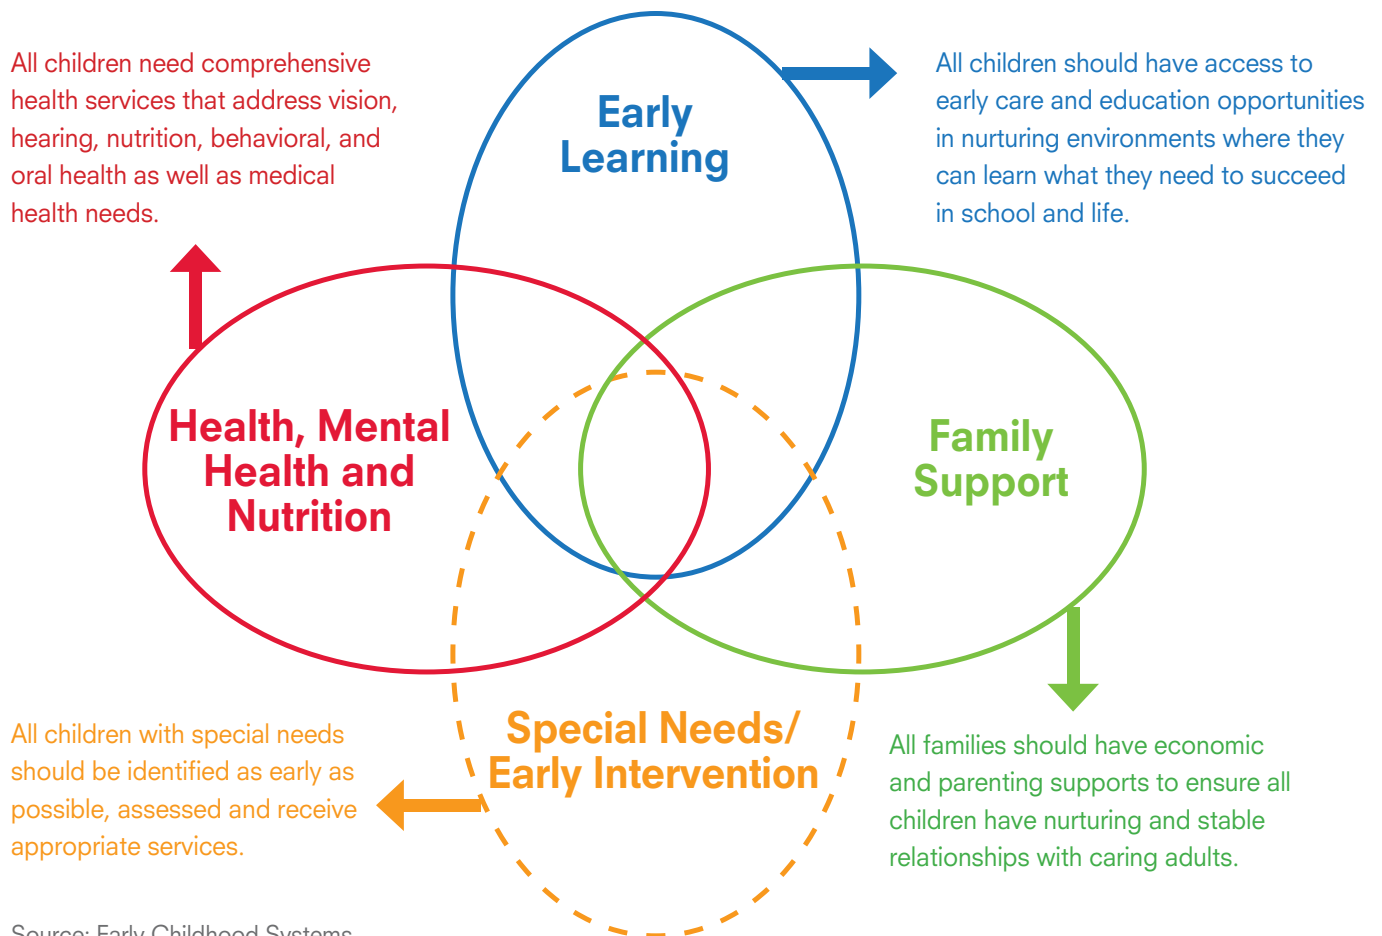 All children need comprehensive
health services that address vision,
hearing, nutrition, behavioral, and
oral health as well as medical
health needs.
Early
Learning
All children should have access to
early care and education opportunities
in nurturing environments where they
can learn what they need to succeed
in school and life.
Health, Mental
Health and
Nutrition
Family
Support
Special Needs/
Early Intervention
All children with special needs
should be identified as early as
possible, assessed and receive
appropriate services.
All families should have economic
and parenting supports to ensure all
children have nurturing and stable
relationships with caring adults.
Source: Early Childhood Systems